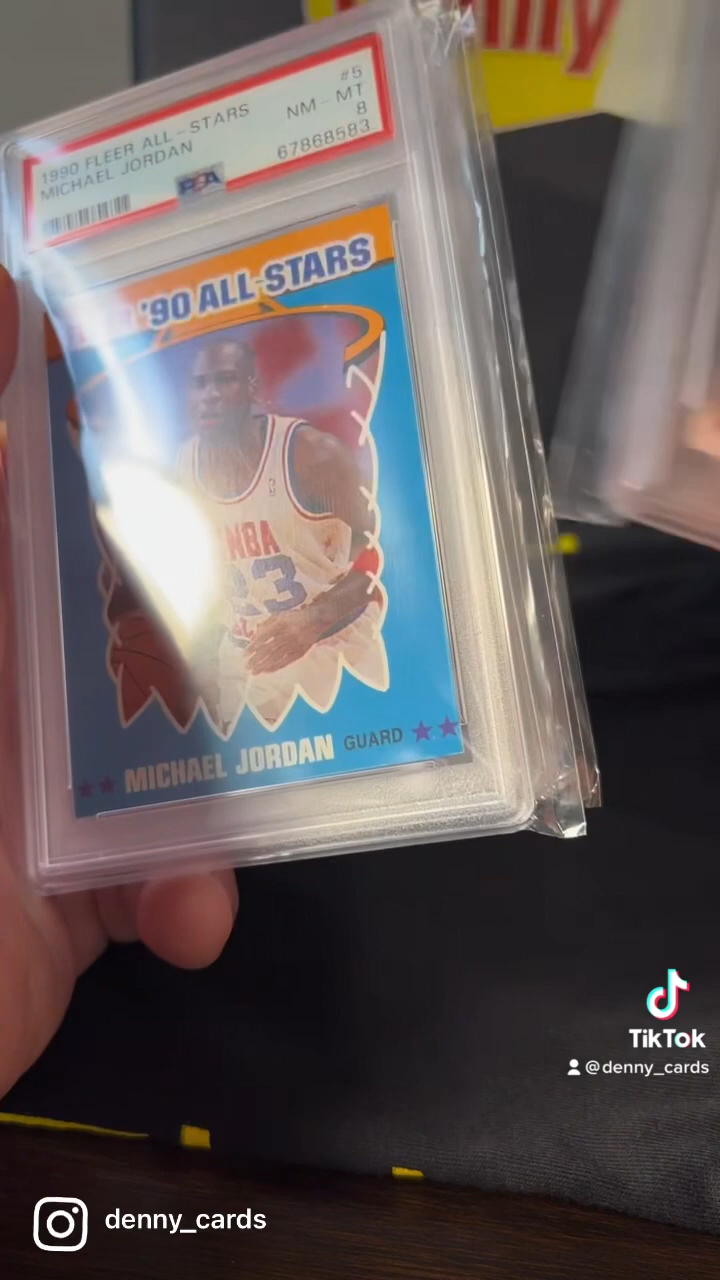 1990 FLEER ALL-STARS #5
MICHAEL JORDAN NM-MT
8
PSA 67868583
'90 ALL-STARS
NBA
23
MICHAEL JORDAN GUARD
TikTok
@denny_cards
denny_cards